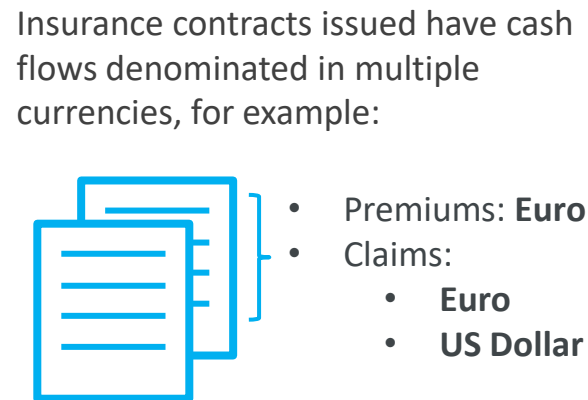 Insurance contracts issued have cash
flows denominated in multiple
currencies, for example:
• Premiums: Euro
• Claims:
• Euro
• US Dollar